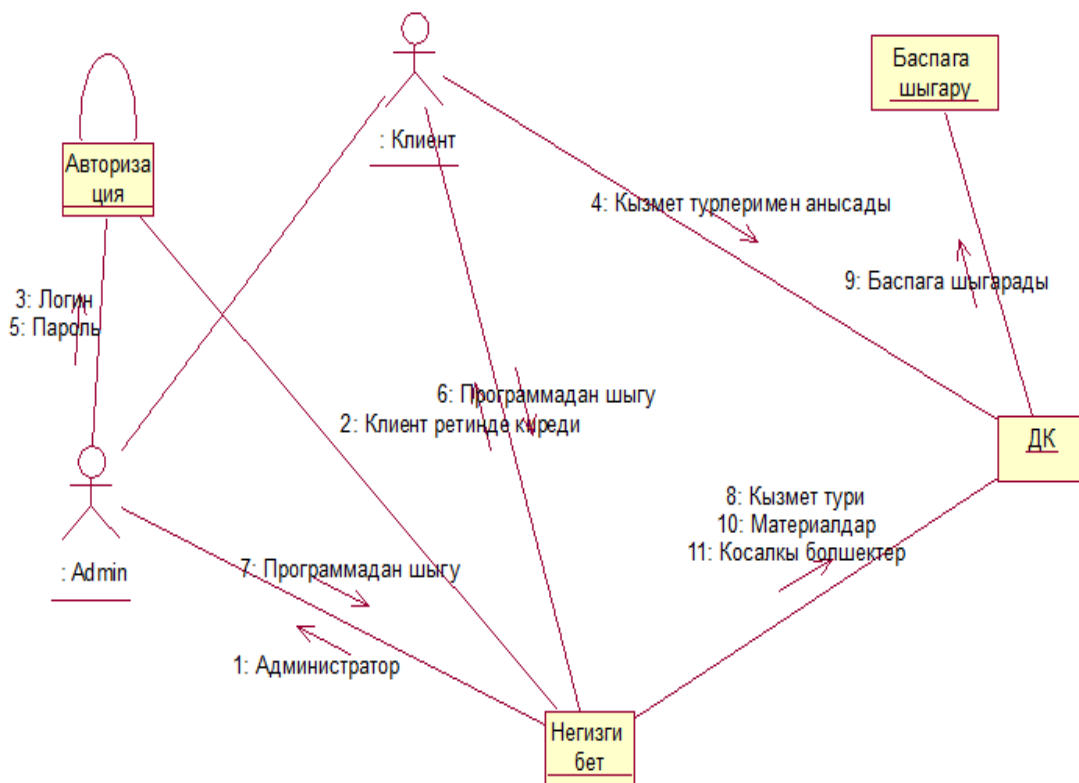 Баспага
шыгару
: Клиент
Авториза
ция
4: Кызмет турлеримен анысады
9: Баспага шыгарады
3: Логин
5: Пароль
6: Программадан шыгу
2: Клиент ретинде киреди
ДК
8: Кызмет тури
10: Материалдар
11: Косалкы болшектер
: Admin
7: Программадан шыгу
1: Администратор
Негизги
бет